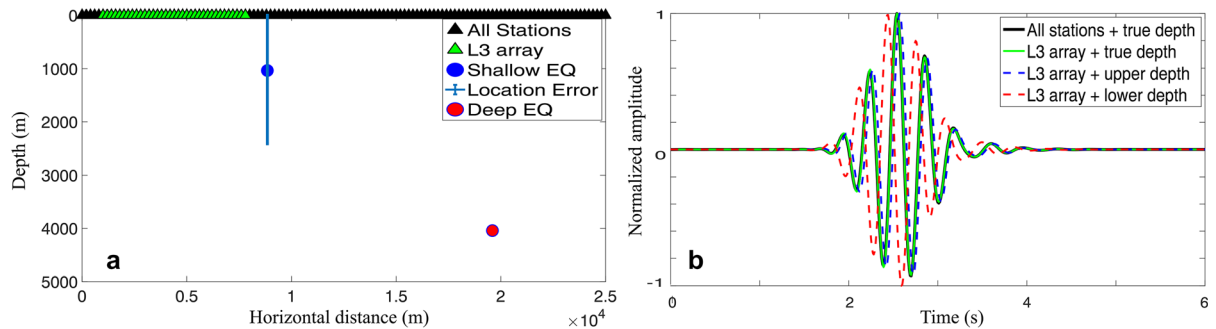 0
1000
2000
3000
4000
5000
Depth (m)
0
0.5
1
1.5
2
2.5
×10⁴
Horizontal distance (m)
All Stations
L3 array
Shallow EQ
Location Error
Deep EQ
a
1
0
-1
Normalized amplitude
0
2
4
6
Time (s)
All stations + true depth
L3 array + true depth
L3 array + upper depth
L3 array + lower depth
b